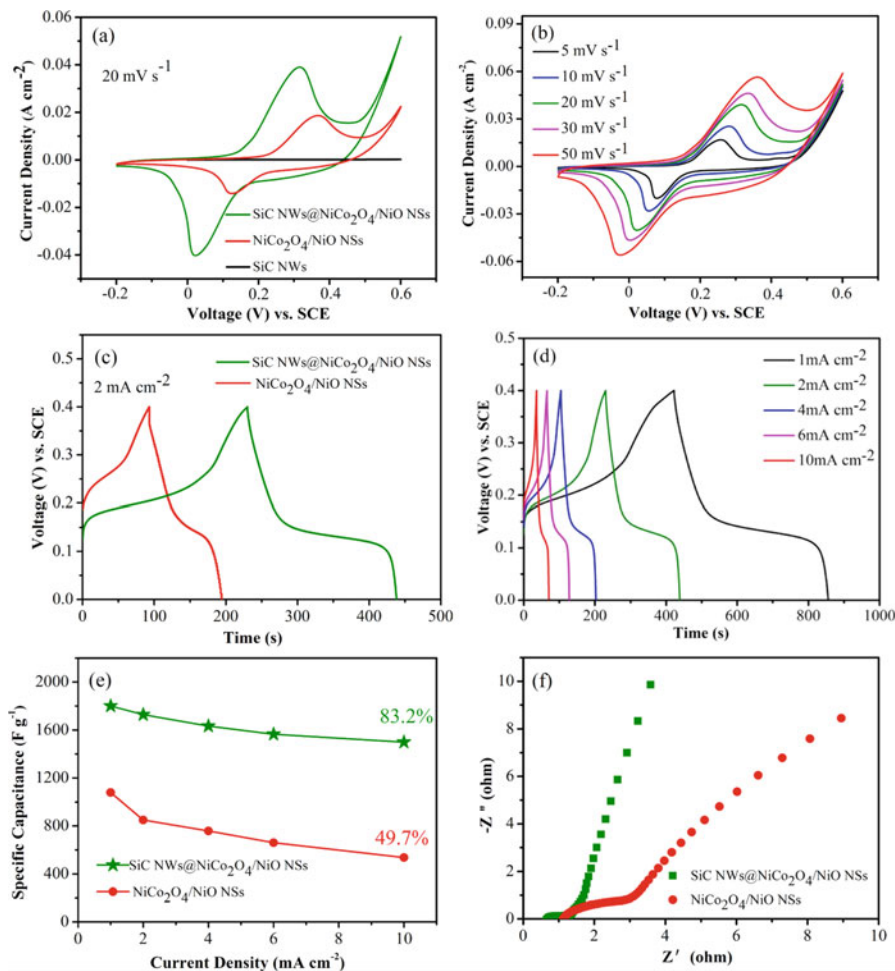 (a)
20 mV s⁻¹
SiC NWs@NiCo₂O₄/NiO NSs
NiCo₂O₄/NiO NSs
SiC NWs
Current Density (A cm⁻²)
0.06
0.04
0.02
0.00
-0.02
-0.04
-0.2
0.0
0.2
0.4
0.6
Voltage (V) vs. SCE
(b)
5 mV s⁻¹
10 mV s⁻¹
20 mV s⁻¹
30 mV s⁻¹
50 mV s⁻¹
Current Density (A cm⁻²)
0.09
0.06
0.03
0.00
-0.03
-0.06
-0.2
0
0.2
0.4
0.6
Voltage (V) vs. SCE
(c)
2 mA cm⁻²
SiC NWs@NiCo₂O₄/NiO NSs
NiCo₂O₄/NiO NSs
Voltage (V) vs. SCE
0.5
0.4
0.3
0.2
0.1
0.0
0
100
200
300
400
500
Time (s)
(d)
1mA cm⁻²
2mA cm⁻²
4mA cm⁻²
6mA cm⁻²
10mA cm⁻²
Voltage (V) vs. SCE
0.5
0.4
0.3
0.2
0.1
0.0
0
200
400
600
800
1000
Time (s)
(e)
83.2%
49.7%
SiC NWs@NiCo₂O₄/NiO NSs
NiCo₂O₄/NiO NSs
Specific Capacitance (F g⁻¹)
2000
1600
1200
800
400
0
0
2
4
6
8
10
Current Density (mA cm⁻²)
(f)
SiC NWs@NiCo₂O₄/NiO NSs
NiCo₂O₄/NiO NSs
-Z″ (ohm)
10
8
6
4
2
0
0
2
4
6
8
10
Z′ (ohm)